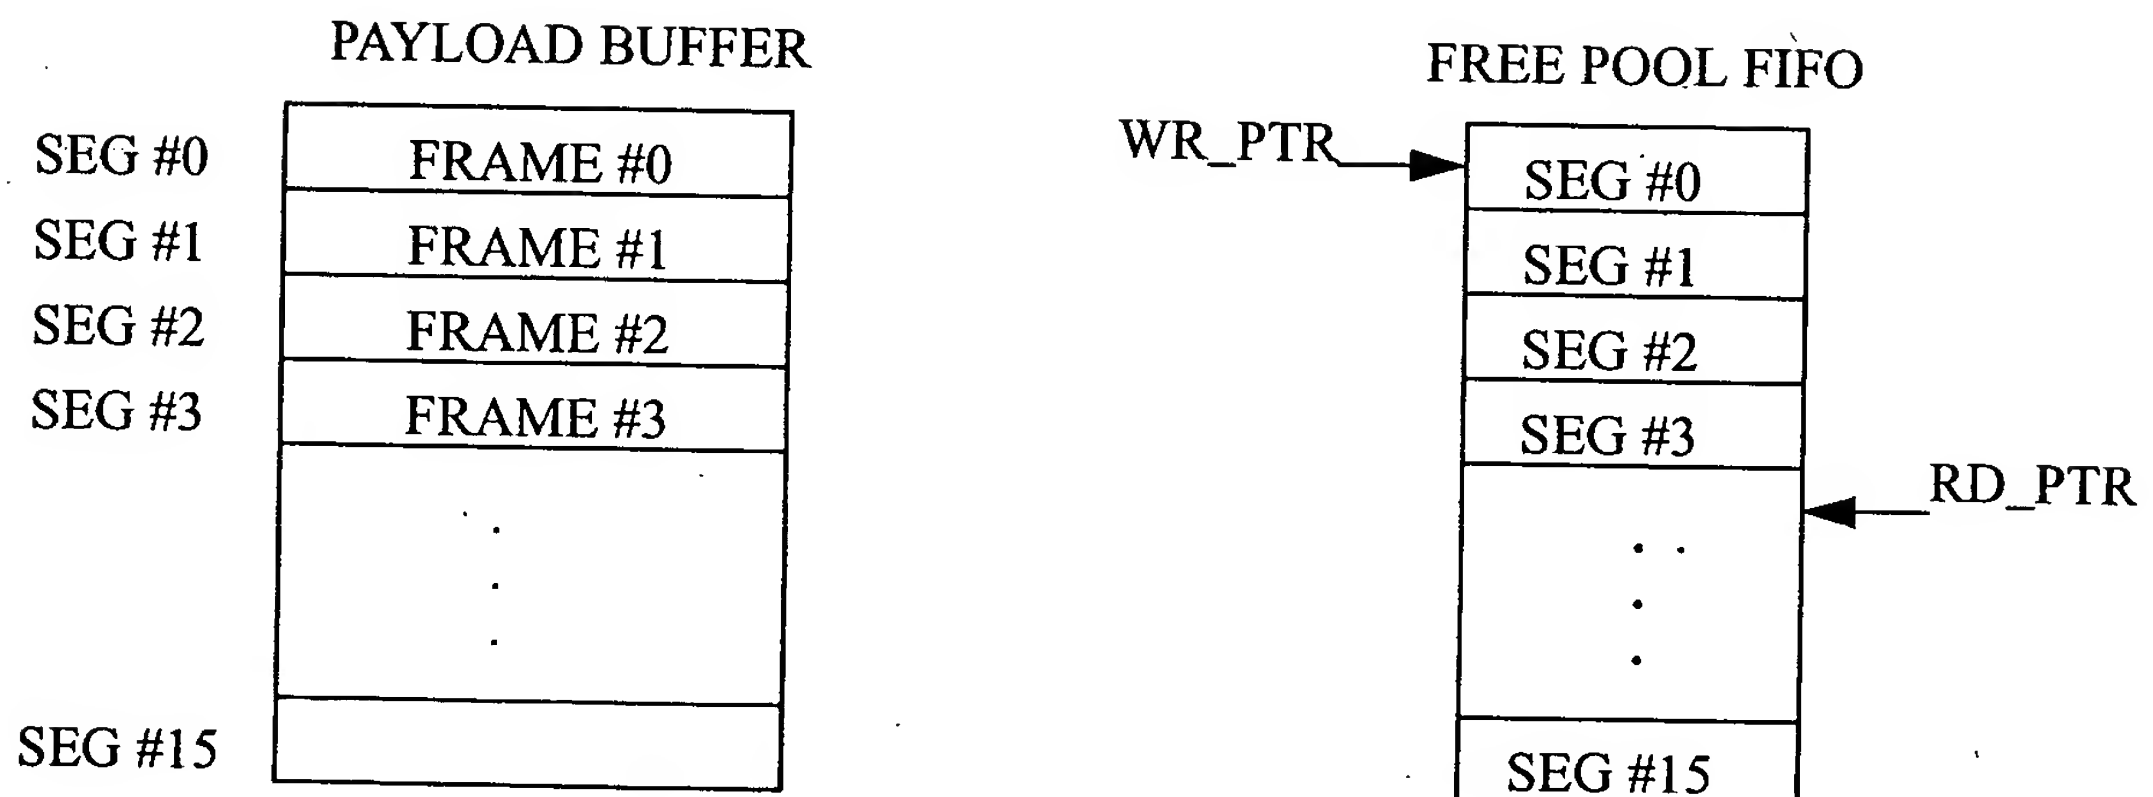 PAYLOAD BUFFER
SEG #0 FRAME #0
SEG #1 FRAME #1
SEG #2 FRAME #2
SEG #3 FRAME #3
SEG #15
FREE POOL FIFO
WR_PTR SEG #0
SEG #1
SEG #2
SEG #3
RD_PTR
SEG #15